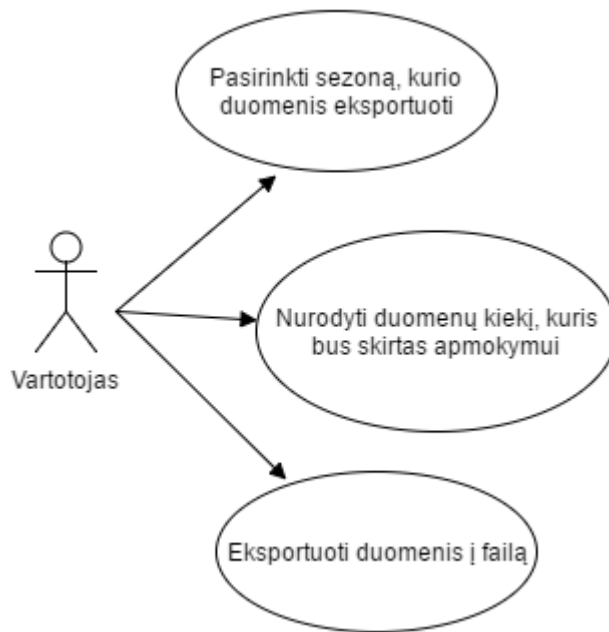 Pasirinkti sezoną, kurio
duomenis eksportuoti
Nurodyti duomenų kiekį, kuris
bus skirtas apmokymui
Vartotojas
Eksportuoti duomenis į failą